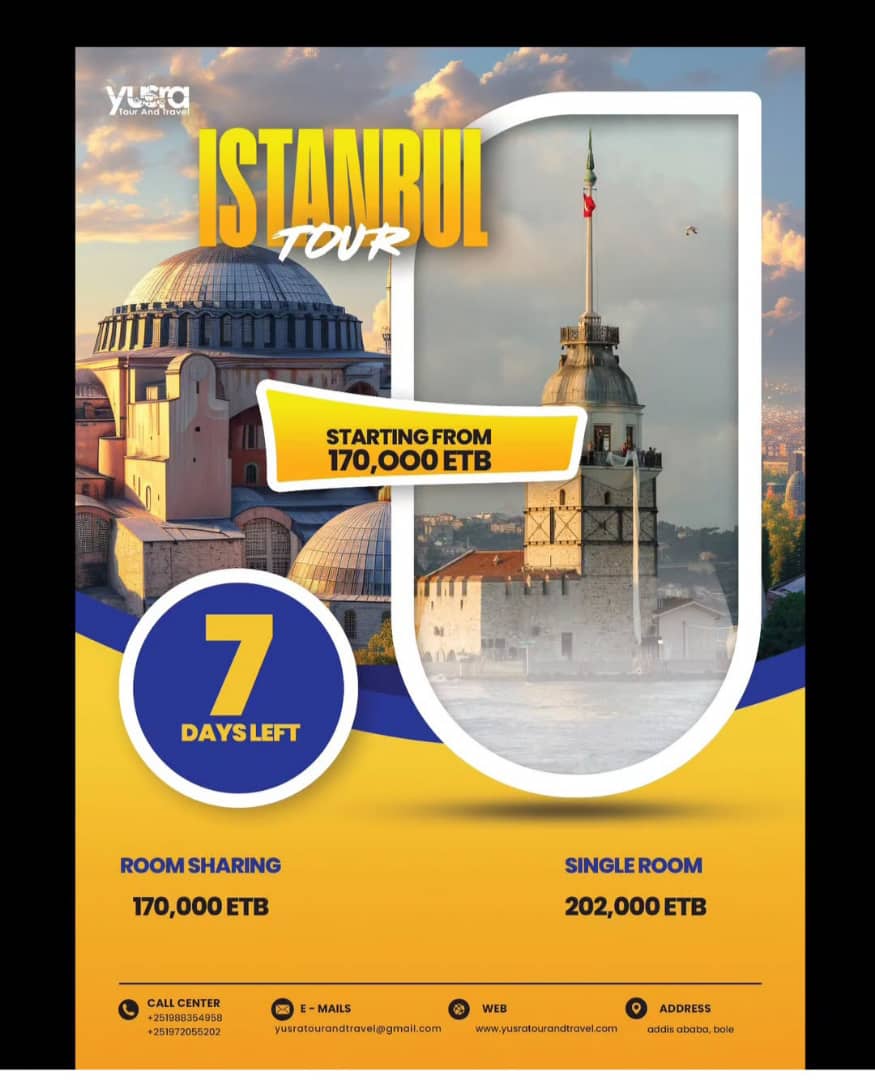 yusra
Tour And Travel
ISTANBUL
TOUR
STARTING FROM
170,000 ETB
7
DAYS LEFT
ROOM SHARING
170,000 ETB
SINGLE ROOM
202,000 ETB
CALL CENTER
+251988354958
+251972055202
E - MAILS
yusratourandtravel@gmail.com
WEB
www.yusratourandtravel.com
ADDRESS
addis ababa, bole